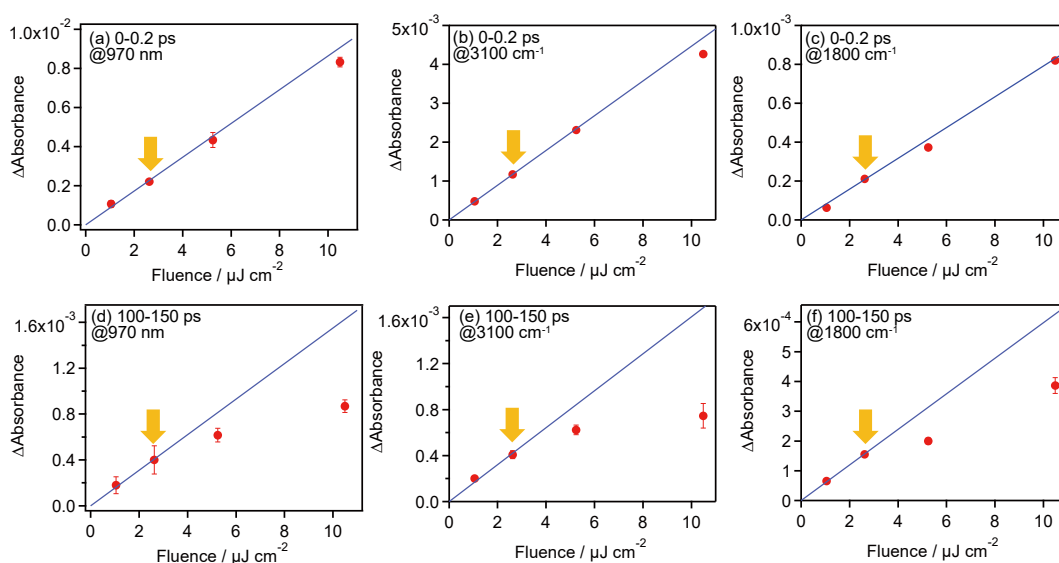 (a) 0-0.2 ps
@970 nm
1.0x10⁻²
0.8
0.6
0.4
0.2
0.0
ΔAbsorbance
0 2 4 6 8 10
Fluence / µJ cm⁻²
(b) 0-0.2 ps
@3100 cm⁻¹
5x10⁻³
4
3
2
1
0
ΔAbsorbance
0 2 4 6 8 10
Fluence / µJ cm⁻²
(c) 0-0.2 ps
@1800 cm⁻¹
1.0x10⁻³
0.8
0.6
0.4
0.2
0.0
ΔAbsorbance
0 2 4 6 8 10
Fluence / µJ cm⁻²
(d) 100-150 ps
@970 nm
1.6x10⁻³
1.2
0.8
0.4
0.0
ΔAbsorbance
0 2 4 6 8 10
Fluence / µJ cm⁻²
(e) 100-150 ps
@3100 cm⁻¹
1.6x10⁻³
1.2
0.8
0.4
0.0
ΔAbsorbance
0 2 4 6 8 10
Fluence / µJ cm⁻²
(f) 100-150 ps
@1800 cm⁻¹
6x10⁻⁴
5
4
3
2
1
0
ΔAbsorbance
0 2 4 6 8 10
Fluence / µJ cm⁻²